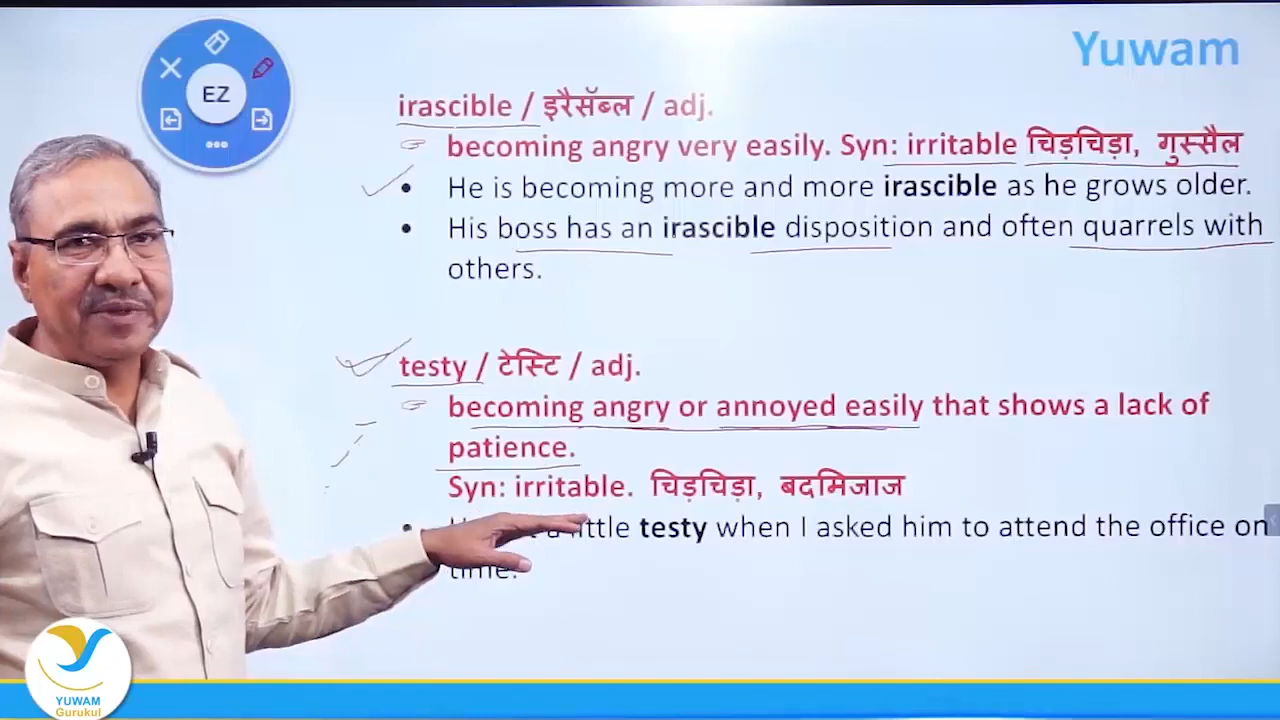 Yuwam
EZ
irascible / इरैसॅब्ल / adj.
becoming angry very easily. Syn: irritable चिड़चिड़ा, गुस्सैल
• He is becoming more and more irascible as he grows older.
• His boss has an irascible disposition and often quarrels with
others.
testy / टेस्टि / adj.
becoming angry or annoyed easily that shows a lack of
patience.
Syn: irritable. चिड़चिड़ा, बदमिजाज
• a little testy when I asked him to attend the office on
time.
YUWAM
Gurukul